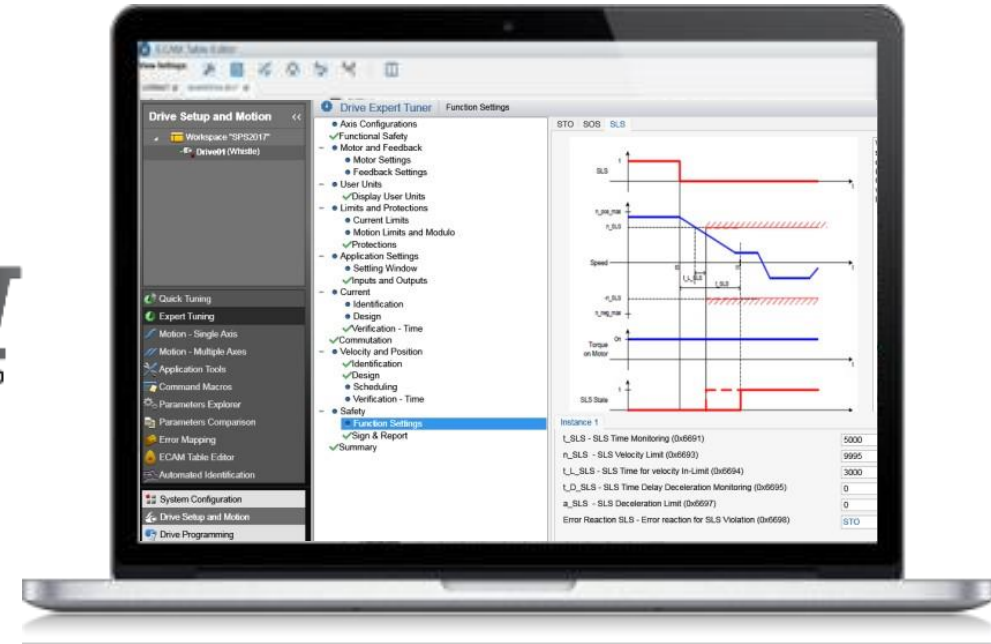 ECAM Table Editor
View Settings:
Drive Setup and Motion <<
Workspace "SPS2017"
Drive01 (Whistle)
Quick Tuning
Expert Tuning
Motion - Single Axis
Motion - Multiple Axes
Application Tools
Command Macros
Parameters Explorer
Parameters Comparison
Error Mapping
ECAM Table Editor
Automated Identification
System Configuration
Drive Setup and Motion
Drive Programming
Drive Expert Tuner Function Settings
Axis Configurations
Functional Safety
Motor and Feedback
Motor Settings
Feedback Settings
User Units
Display User Units
Limits and Protections
Current Limits
Motion Limits and Modulo
Protections
Application Settings
Settling Window
Inputs and Outputs
Current
Identification
Design
Verification - Time
Commutation
Velocity and Position
Identification
Design
Scheduling
Verification - Time
Safety
Function Settings
Sign & Report
Summary
STO SOS SLS
1
SLS
t
n_pos_max
n_SLS
Speed
t
t_L_SLS
t_SLS
-n_SLS
n_neg_max
On
Torque
on Motor
t
1
SLS State
t
Instance 1
t_SLS - SLS Time Monitoring (0x6691) 5000
n_SLS - SLS Velocity Limit (0x6693) 9995
t_L_SLS - SLS Time for velocity In-Limit (0x6694) 3000
t_D_SLS - SLS Time Delay Deceleration Monitoring (0x6695) 0
a_SLS - SLS Deceleration Limit (0x6697) 0
Error Reaction SLS - Error reaction for SLS Violation (0x6698) STO